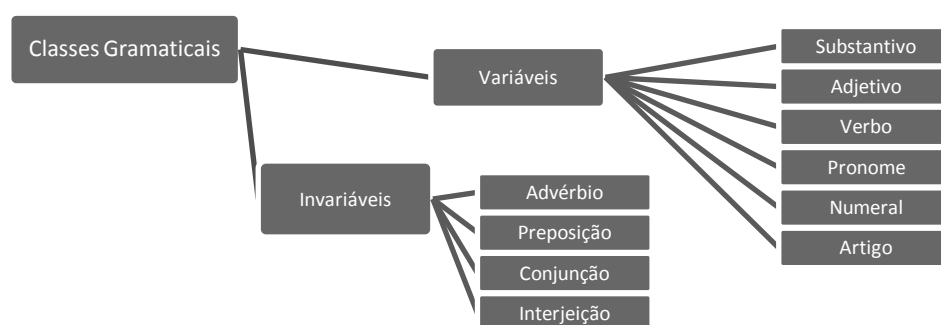 Classes Gramaticais
Variáveis
Substantivo
Adjetivo
Verbo
Pronome
Numeral
Artigo
Invariáveis
Advérbio
Preposição
Conjunção
Interjeição